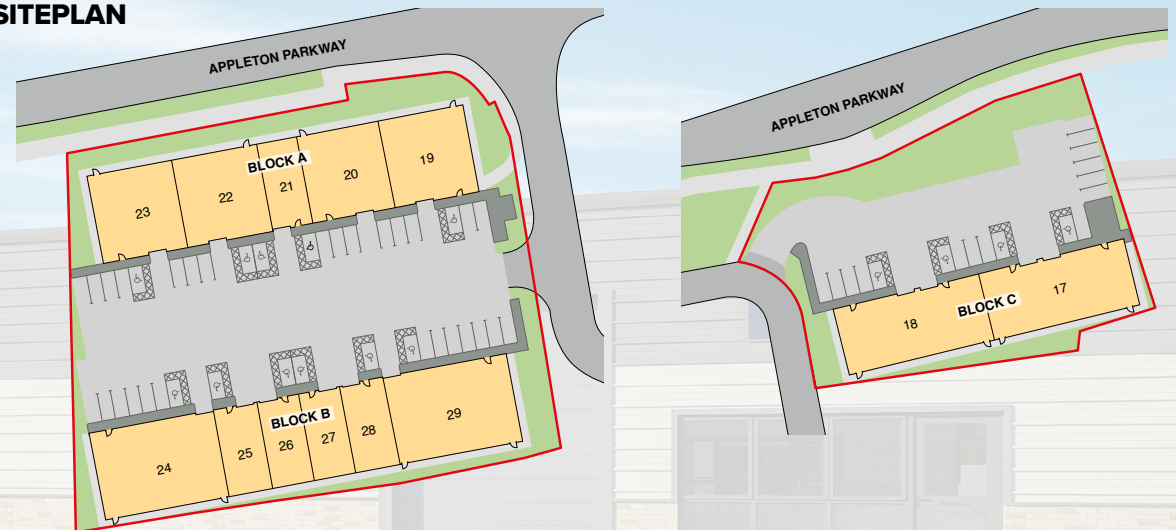 SITEPLAN
APPLETON PARKWAY
BLOCK A
23
22
21
20
19
24
25
26
27
28
29
BLOCK B
APPLETON PARKWAY
BLOCK C
18
17